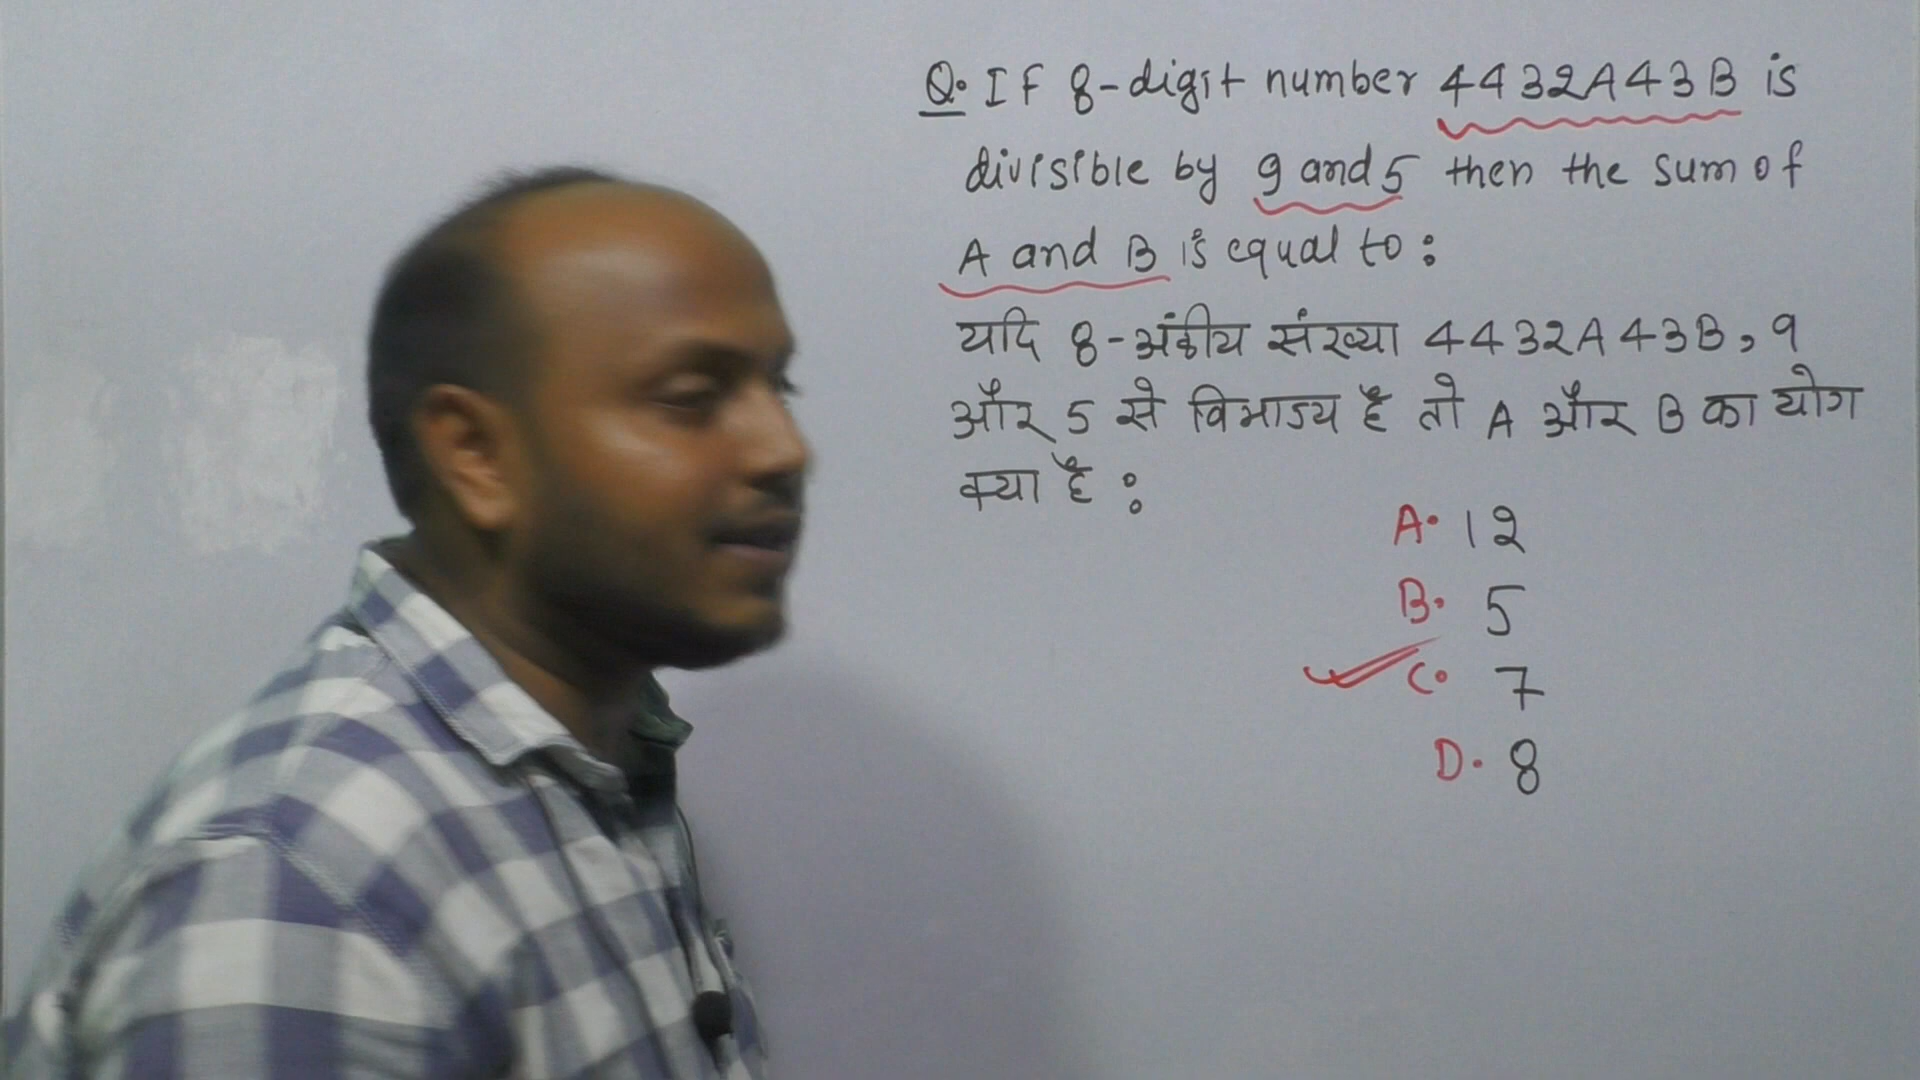 Q. If 8-digit number 4432A43B is
divisible by 9 and 5 then the sum of
A and B is equal to :
यदि 8-अंकीय संख्या 4432A43B, 9
और 5 से विभाज्य है तो A और B का योग
क्या है :
A. 12
B. 5
C. 7
D. 8